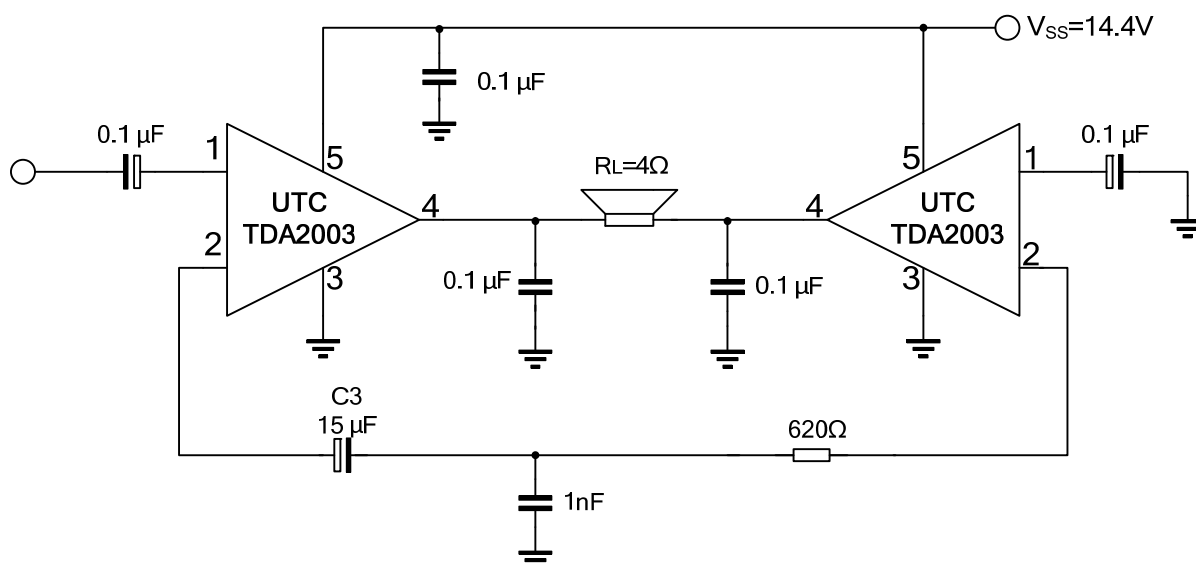 V_SS=14.4V
0.1 µF
0.1 µF
0.1 µF
1
5
5
1
RL=4Ω
UTC
TDA2003
4
4
UTC
TDA2003
2
2
3
0.1 µF
0.1 µF
3
C3
15 µF
620Ω
1nF